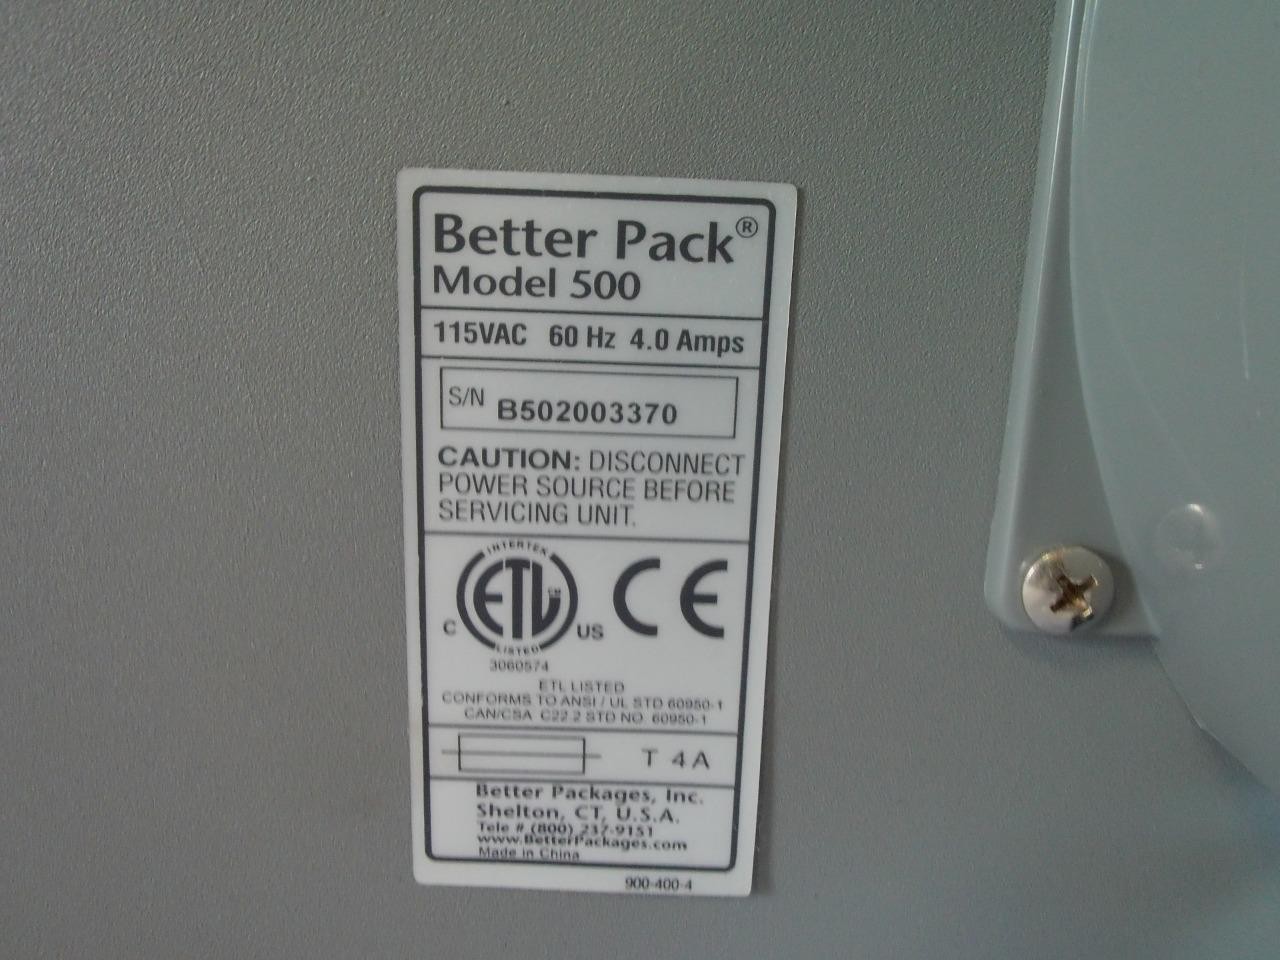 Better Pack®
Model 500
115VAC 60 Hz 4.0 Amps
S/N B502003370
CAUTION: DISCONNECT
POWER SOURCE BEFORE
SERVICING UNIT.
INTERTEK
ETL CM
C US
LISTED
CE
3060574
ETL LISTED
CONFORMS TO ANSI / UL STD 60950-1
CAN/CSA C22.2 STD NO. 60950-1
T 4A
Better Packages, Inc.
Shelton, CT, U.S.A.
Tele # (800) 237-9151
www.BetterPackages.com
Made in China
900-400-4